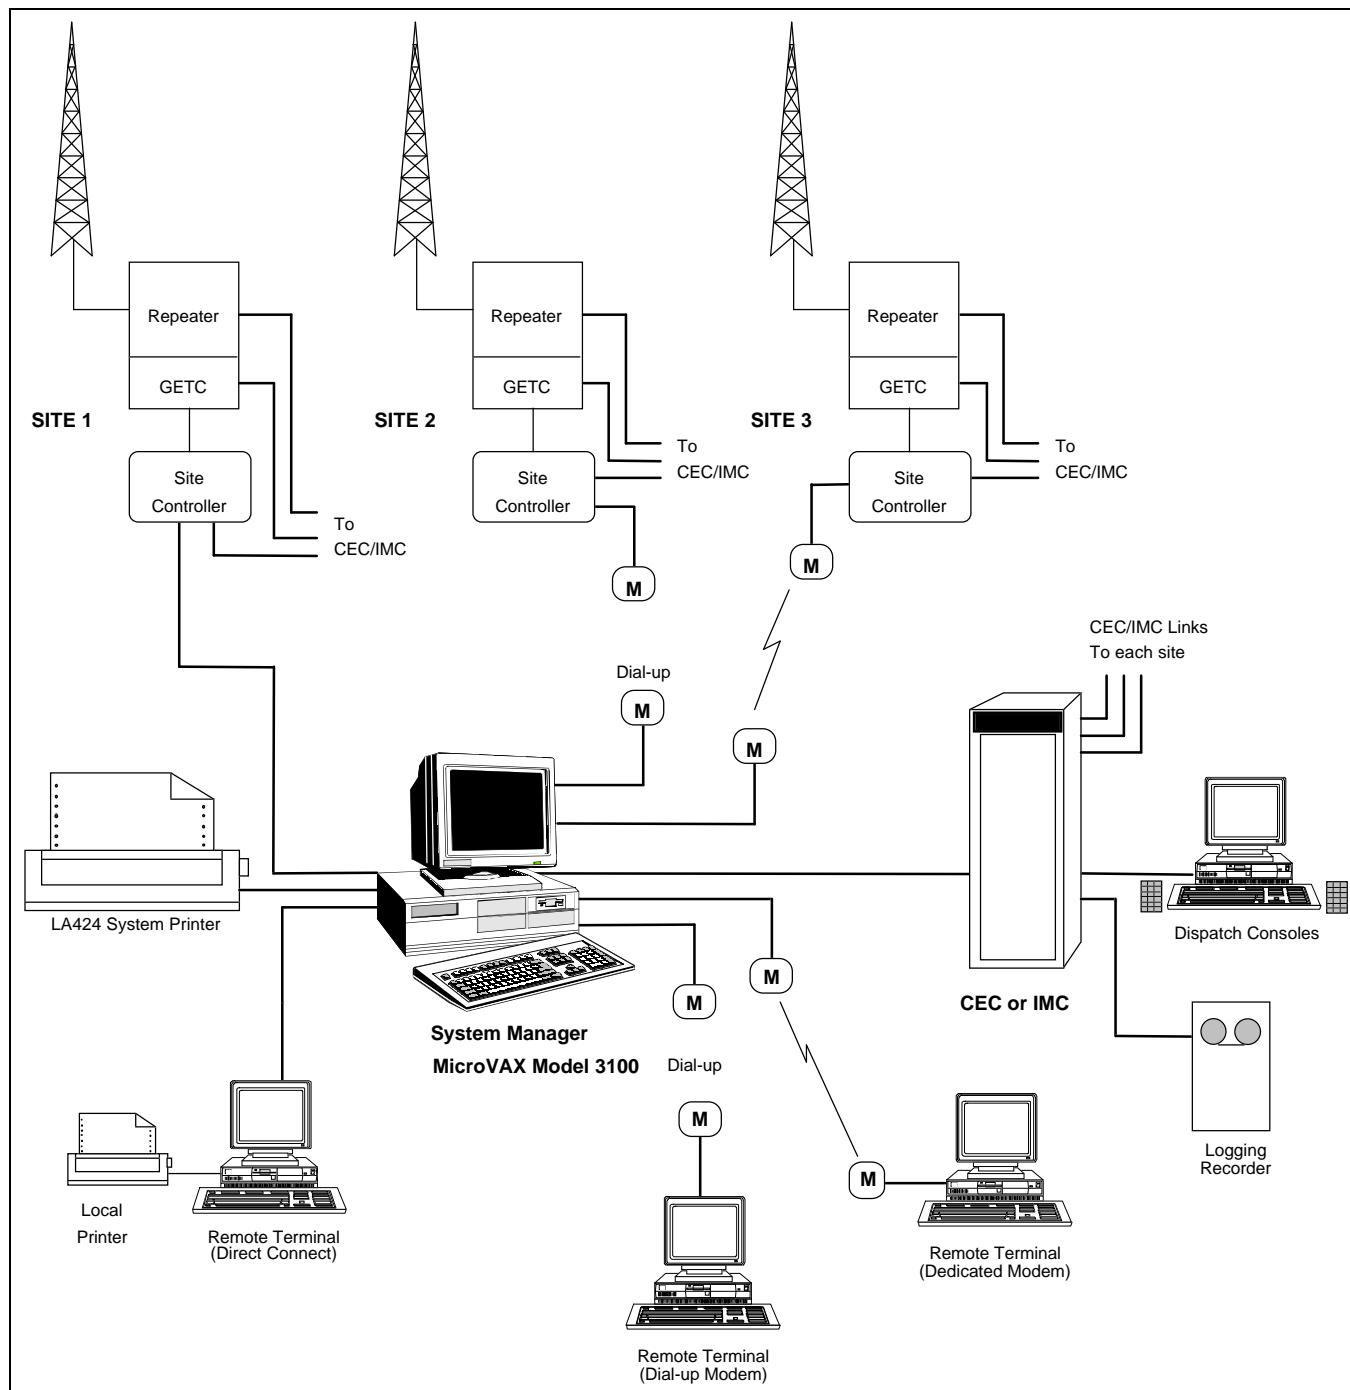 Repeater
GETC
SITE 1
Site
Controller
To
CEC/IMC
Repeater
GETC
SITE 2
Site
Controller
To
CEC/IMC
M
Repeater
GETC
SITE 3
Site
Controller
To
CEC/IMC
M
Dial-up
M
M
CEC/IMC Links
To each site
LA424 System Printer
System Manager
MicroVAX Model 3100
M
Dial-up
M
CEC or IMC
Dispatch Consoles
Logging
Recorder
Local
Printer
Remote Terminal
(Direct Connect)
M
Remote Terminal
(Dial-up Modem)
M
Remote Terminal
(Dedicated Modem)